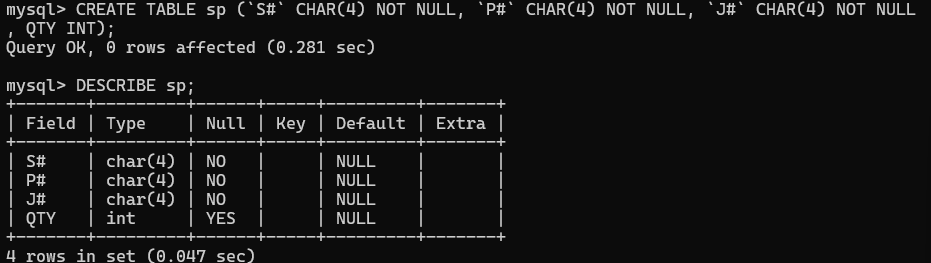 mysql> CREATE TABLE sp (`S#` CHAR(4) NOT NULL, `P#` CHAR(4) NOT NULL, `J#` CHAR(4) NOT NULL
, QTY INT);
Query OK, 0 rows affected (0.281 sec)

mysql> DESCRIBE sp;
+-------+---------+------+-----+---------+-------+
| Field | Type    | Null | Key | Default | Extra |
+-------+---------+------+-----+---------+-------+
| S#    | char(4) | NO   |     | NULL    |       |
| P#    | char(4) | NO   |     | NULL    |       |
| J#    | char(4) | NO   |     | NULL    |       |
| QTY   | int     | YES  |     | NULL    |       |
+-------+---------+------+-----+---------+-------+
4 rows in set (0.047 sec)